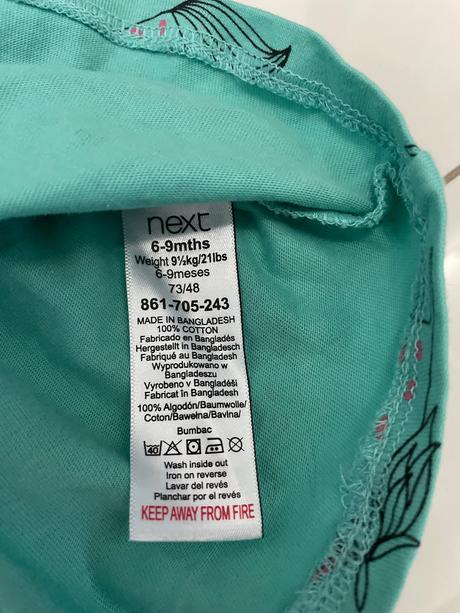 next
6-9mths
Weight 9½kg/21lbs
6-9meses
73/48
861-705-243
MADE IN BANGLADESH
100% COTTON
Fabricado en Bangladés
Hergestellt in Bangladesch
Fabriqué au Bangladesh
Wyprodukowano w
Bangladeszu
Vyrobeno v Bangladéši
Fabricat în Bangladesh
100% Algodón/Baumwolle/
Coton/Bawełna/Bavlna/
Bumbac
40
Wash inside out
Iron on reverse
Lavar del revés
Planchar por el revés
KEEP AWAY FROM FIRE